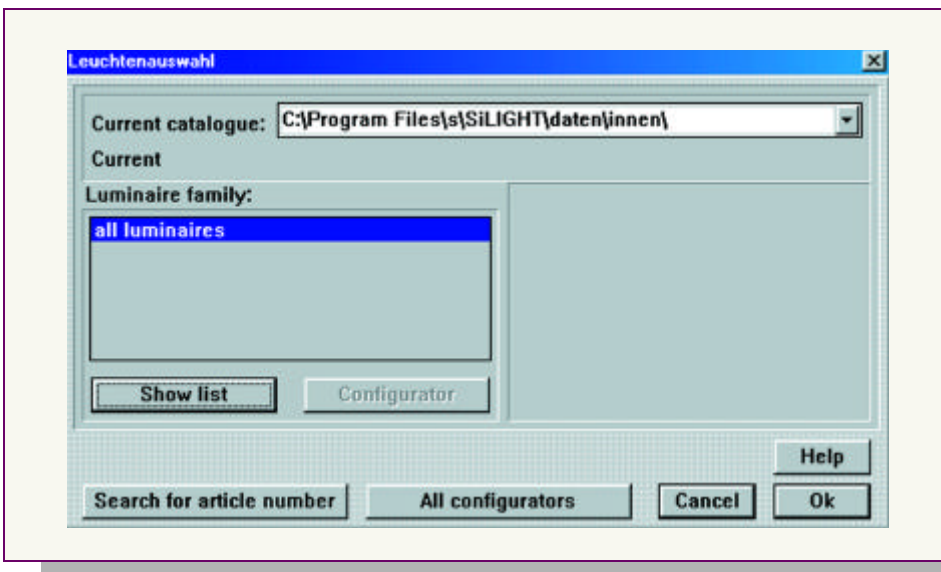 Leuchtenauswahl
Current catalogue: C:\Program Files\s\SiLIGHT\daten\innen\
Current
Luminaire family:
all luminaires
Show list Configurator
Help
Search for article number All configurators Cancel Ok